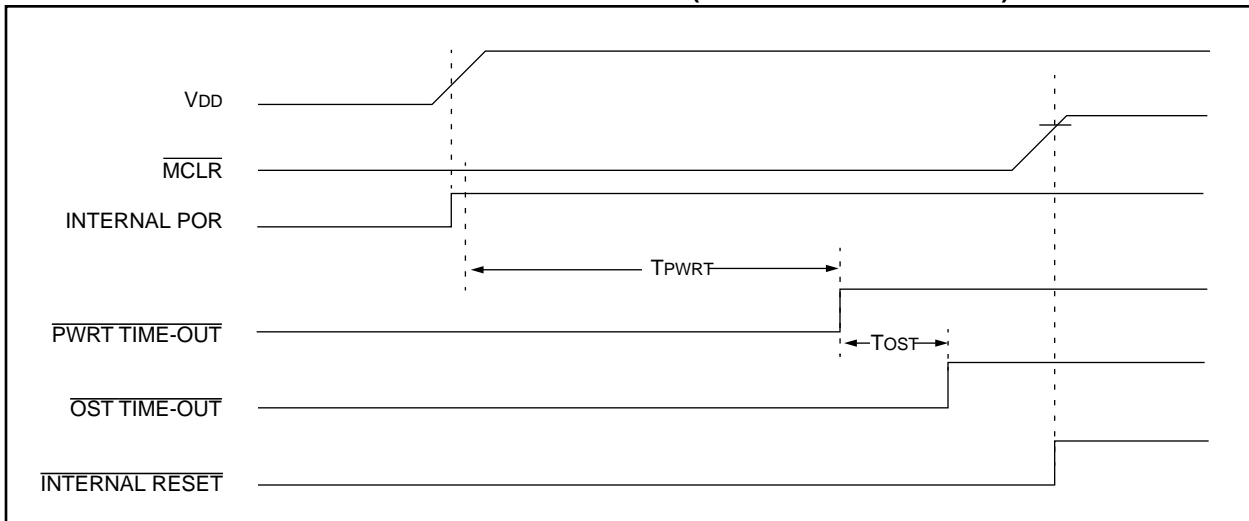 VDD
MCLR
INTERNAL POR
TPWRT
PWRT TIME-OUT
TOST
OST TIME-OUT
INTERNAL RESET